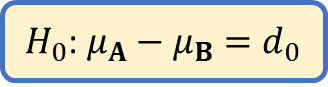 H₀: μ_A − μ_B = d₀